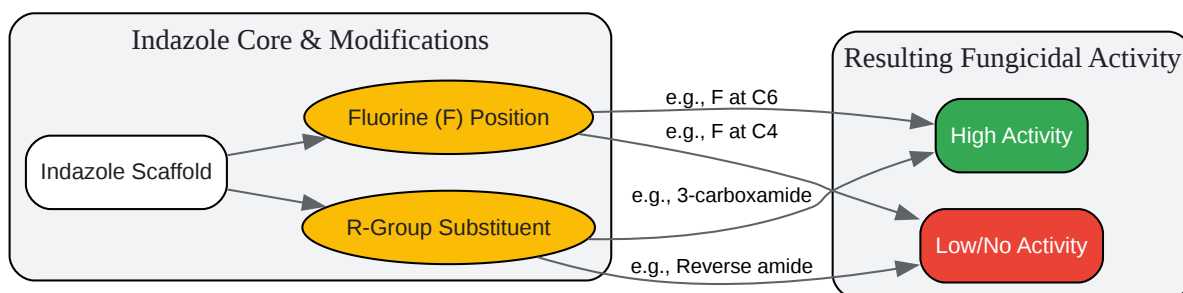 Indazole Core & Modifications
Resulting Fungicidal Activity
Fluorine (F) Position
e.g., F at C6
e.g., F at C4
High Activity
Indazole Scaffold
e.g., 3-carboxamide
R-Group Substituent
Low/No Activity
e.g., Reverse amide